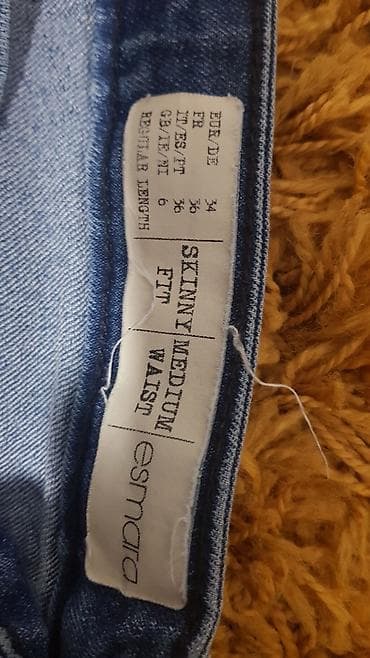 EUR/DE 34
FR 36
IT/ES/PT 36
GB/IE/NI 6
REGULAR LENGTH
SKINNY
FIT
MEDIUM
WAIST
esmara